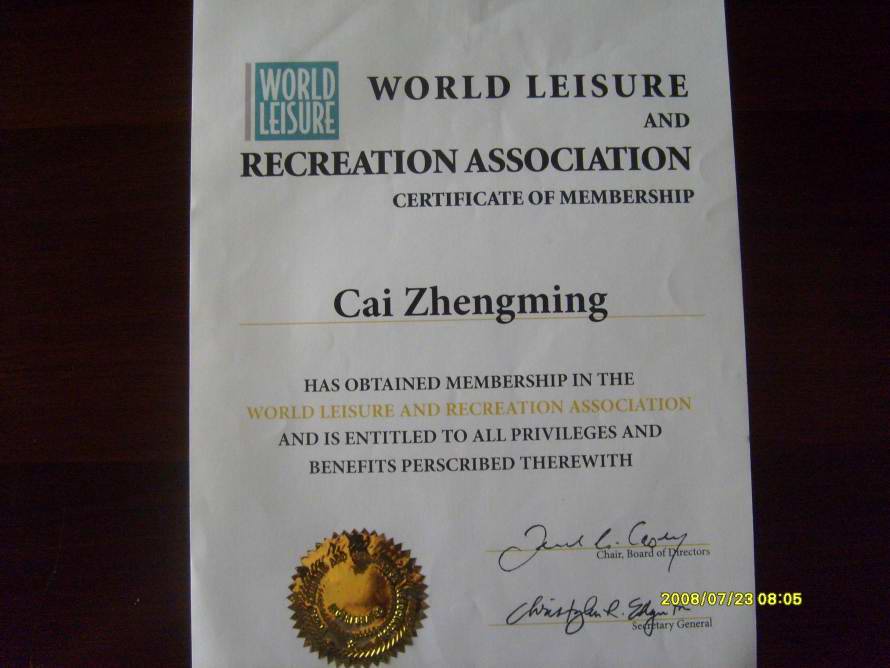 WORLD
LEISURE
WORLD LEISURE
AND
RECREATION ASSOCIATION
CERTIFICATE OF MEMBERSHIP
Cai Zhengming
HAS OBTAINED MEMBERSHIP IN THE
WORLD LEISURE AND RECREATION ASSOCIATION
AND IS ENTITLED TO ALL PRIVILEGES AND
BENEFITS PERSCRIBED THEREWITH
Chair, Board of Directors
2008/07/23 08:05
Secretary General